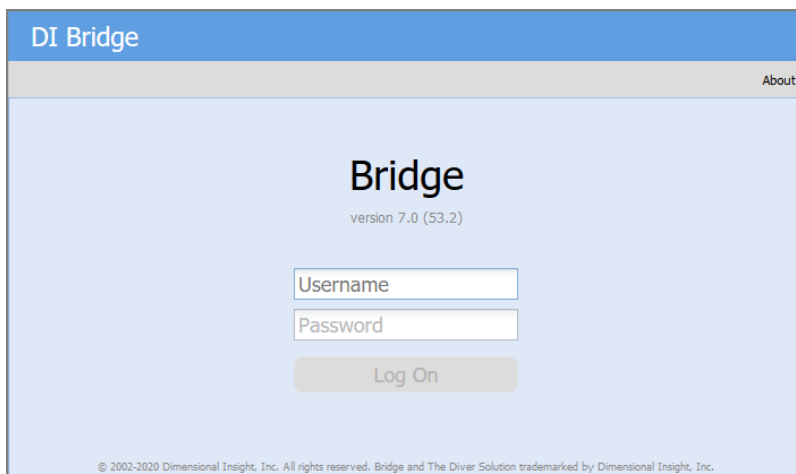 DI Bridge
About
Bridge
version 7.0 (53.2)
Username
Password
Log On
© 2002-2020 Dimensional Insight, Inc. All rights reserved. Bridge and The Diver Solution trademarked by Dimensional Insight, Inc.